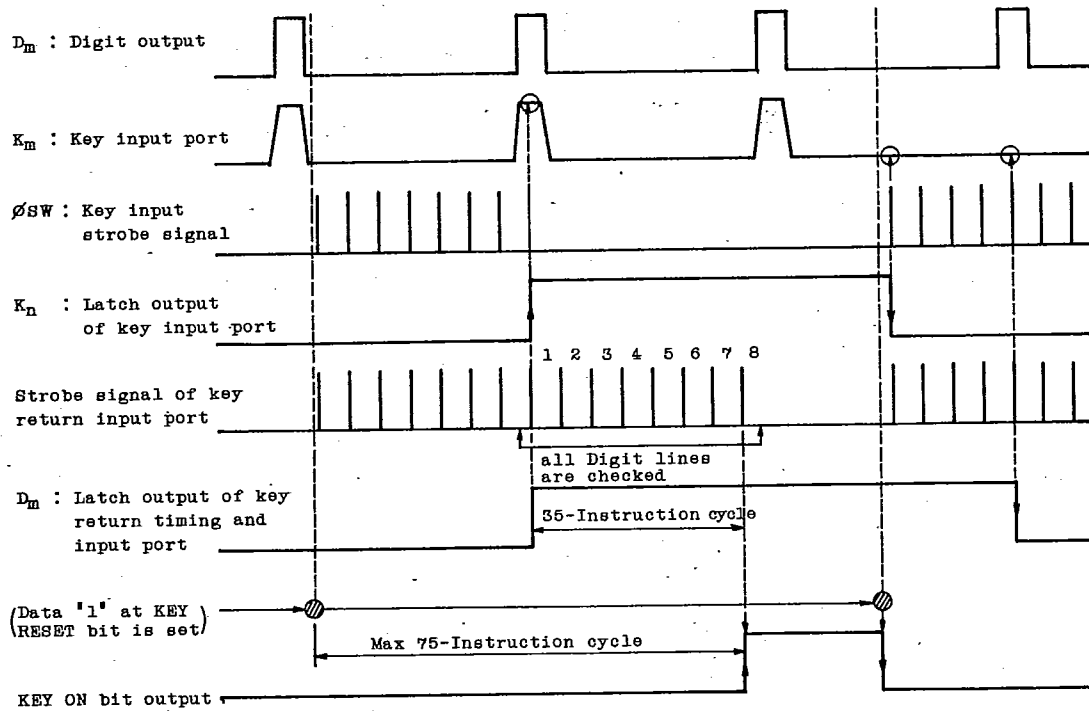 Dm : Digit output
Km : Key input port
ØSW : Key input
strobe signal
Kn : Latch output
of key input port
1 2 3 4 5 6 7 8
Strobe signal of key
return input port
all Digit lines
are checked
Dm : Latch output of key
return timing and
input port
35-Instruction cycle
(Data "1" at KEY
RESET bit is set)
Max 75-Instruction cycle
KEY ON bit output